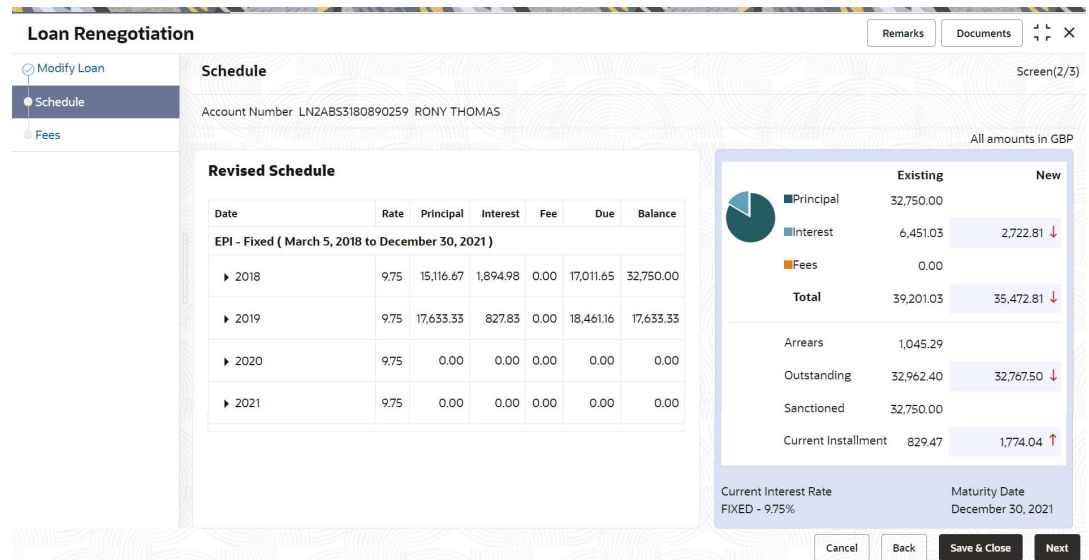 Loan Renegotiation
Remarks
Documents
Modify Loan
Schedule
Fees
Schedule
Screen(2/3)
Account Number LN2ABS3180890259 RONY THOMAS
All amounts in GBP
Revised Schedule
Date Rate Principal Interest Fee Due Balance
EPI - Fixed ( March 5, 2018 to December 30, 2021 )
2018 9.75 15,116.67 1,894.98 0.00 17,011.65 32,750.00
2019 9.75 17,633.33 827.83 0.00 18,461.16 17,633.33
2020 9.75 0.00 0.00 0.00 0.00 0.00
2021 9.75 0.00 0.00 0.00 0.00 0.00
Existing New
Principal 32,750.00
Interest 6,451.03 2,722.81 ↓
Fees 0.00
Total 39,201.03 35,472.81 ↓
Arrears 1,045.29
Outstanding 32,962.40 32,767.50 ↓
Sanctioned 32,750.00
Current Installment 829.47 1,774.04 ↑
Current Interest Rate Maturity Date
FIXED - 9.75% December 30, 2021
Cancel
Back
Save & Close
Next